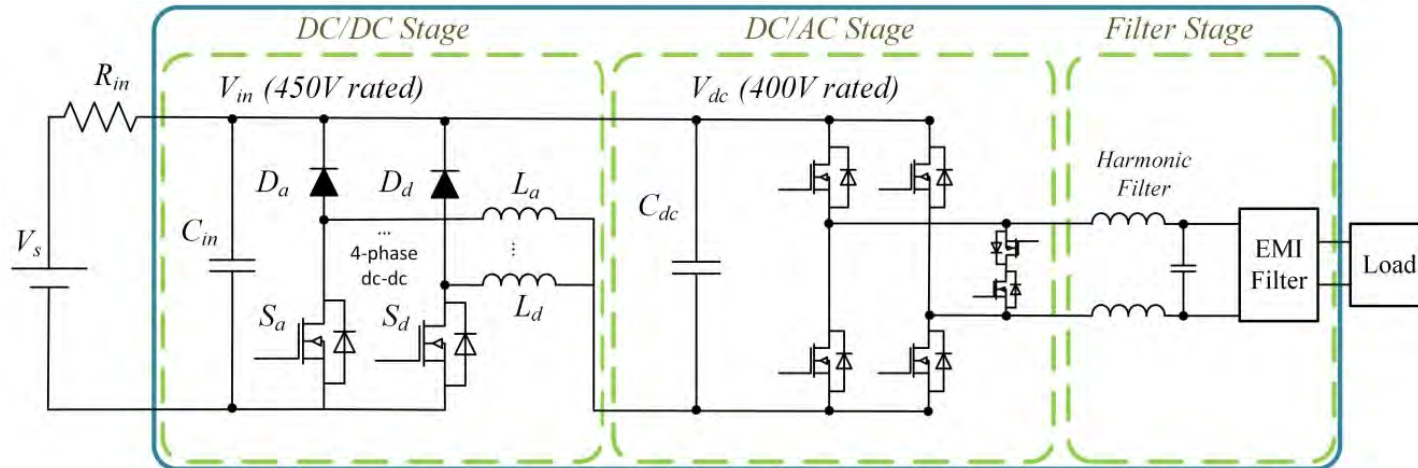 DC/DC Stage
DC/AC Stage
Filter Stage
R_in
V_in (450V rated)
V_dc (400V rated)
D_a
D_d
L_a
Harmonic
Filter
V_s
C_in
...
4-phase
dc-dc
...
C_dc
EMI
Filter
Load
L_d
S_a
S_d